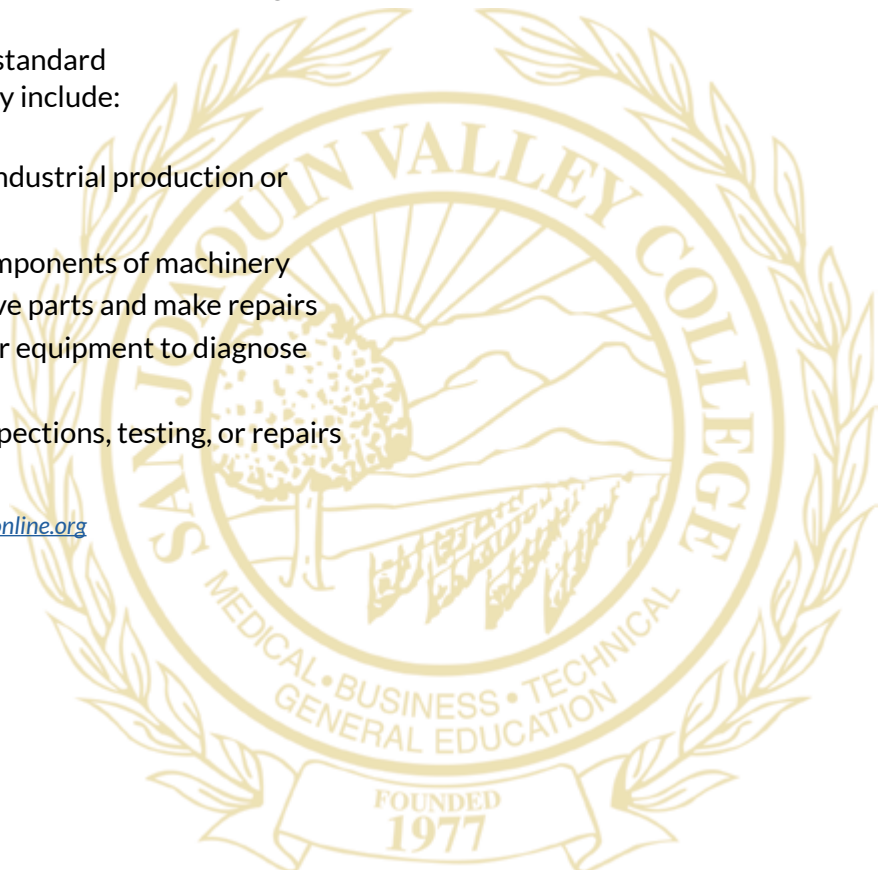 standard
y include:
ndustrial production or
mponents of machinery
ve parts and make repairs
r equipment to diagnose
pections, testing, or repairs
nline.org
SAN JOAQUIN VALLEY COLLEGE
MEDICAL • BUSINESS • TECHNICAL
GENERAL EDUCATION
FOUNDED
1977